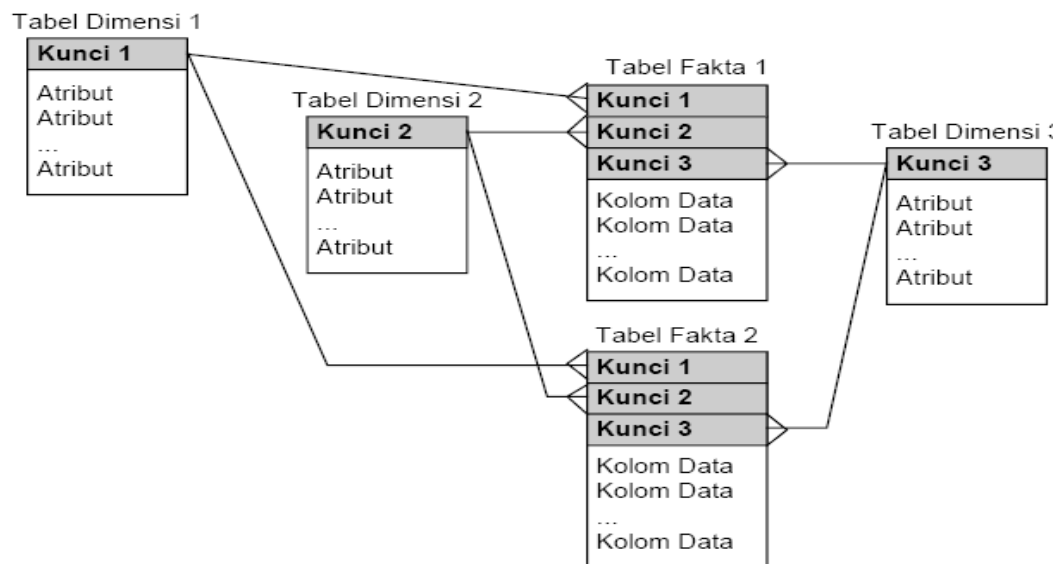 Tabel Dimensi 1
Kunci 1
Atribut
Atribut
...
Atribut
Tabel Dimensi 2
Kunci 2
Atribut
Atribut
...
Atribut
Tabel Fakta 1
Kunci 1
Kunci 2
Kunci 3
Kolom Data
Kolom Data
...
Kolom Data
Tabel Dimensi 3
Kunci 3
Atribut
Atribut
...
Atribut
Tabel Fakta 2
Kunci 1
Kunci 2
Kunci 3
Kolom Data
Kolom Data
...
Kolom Data